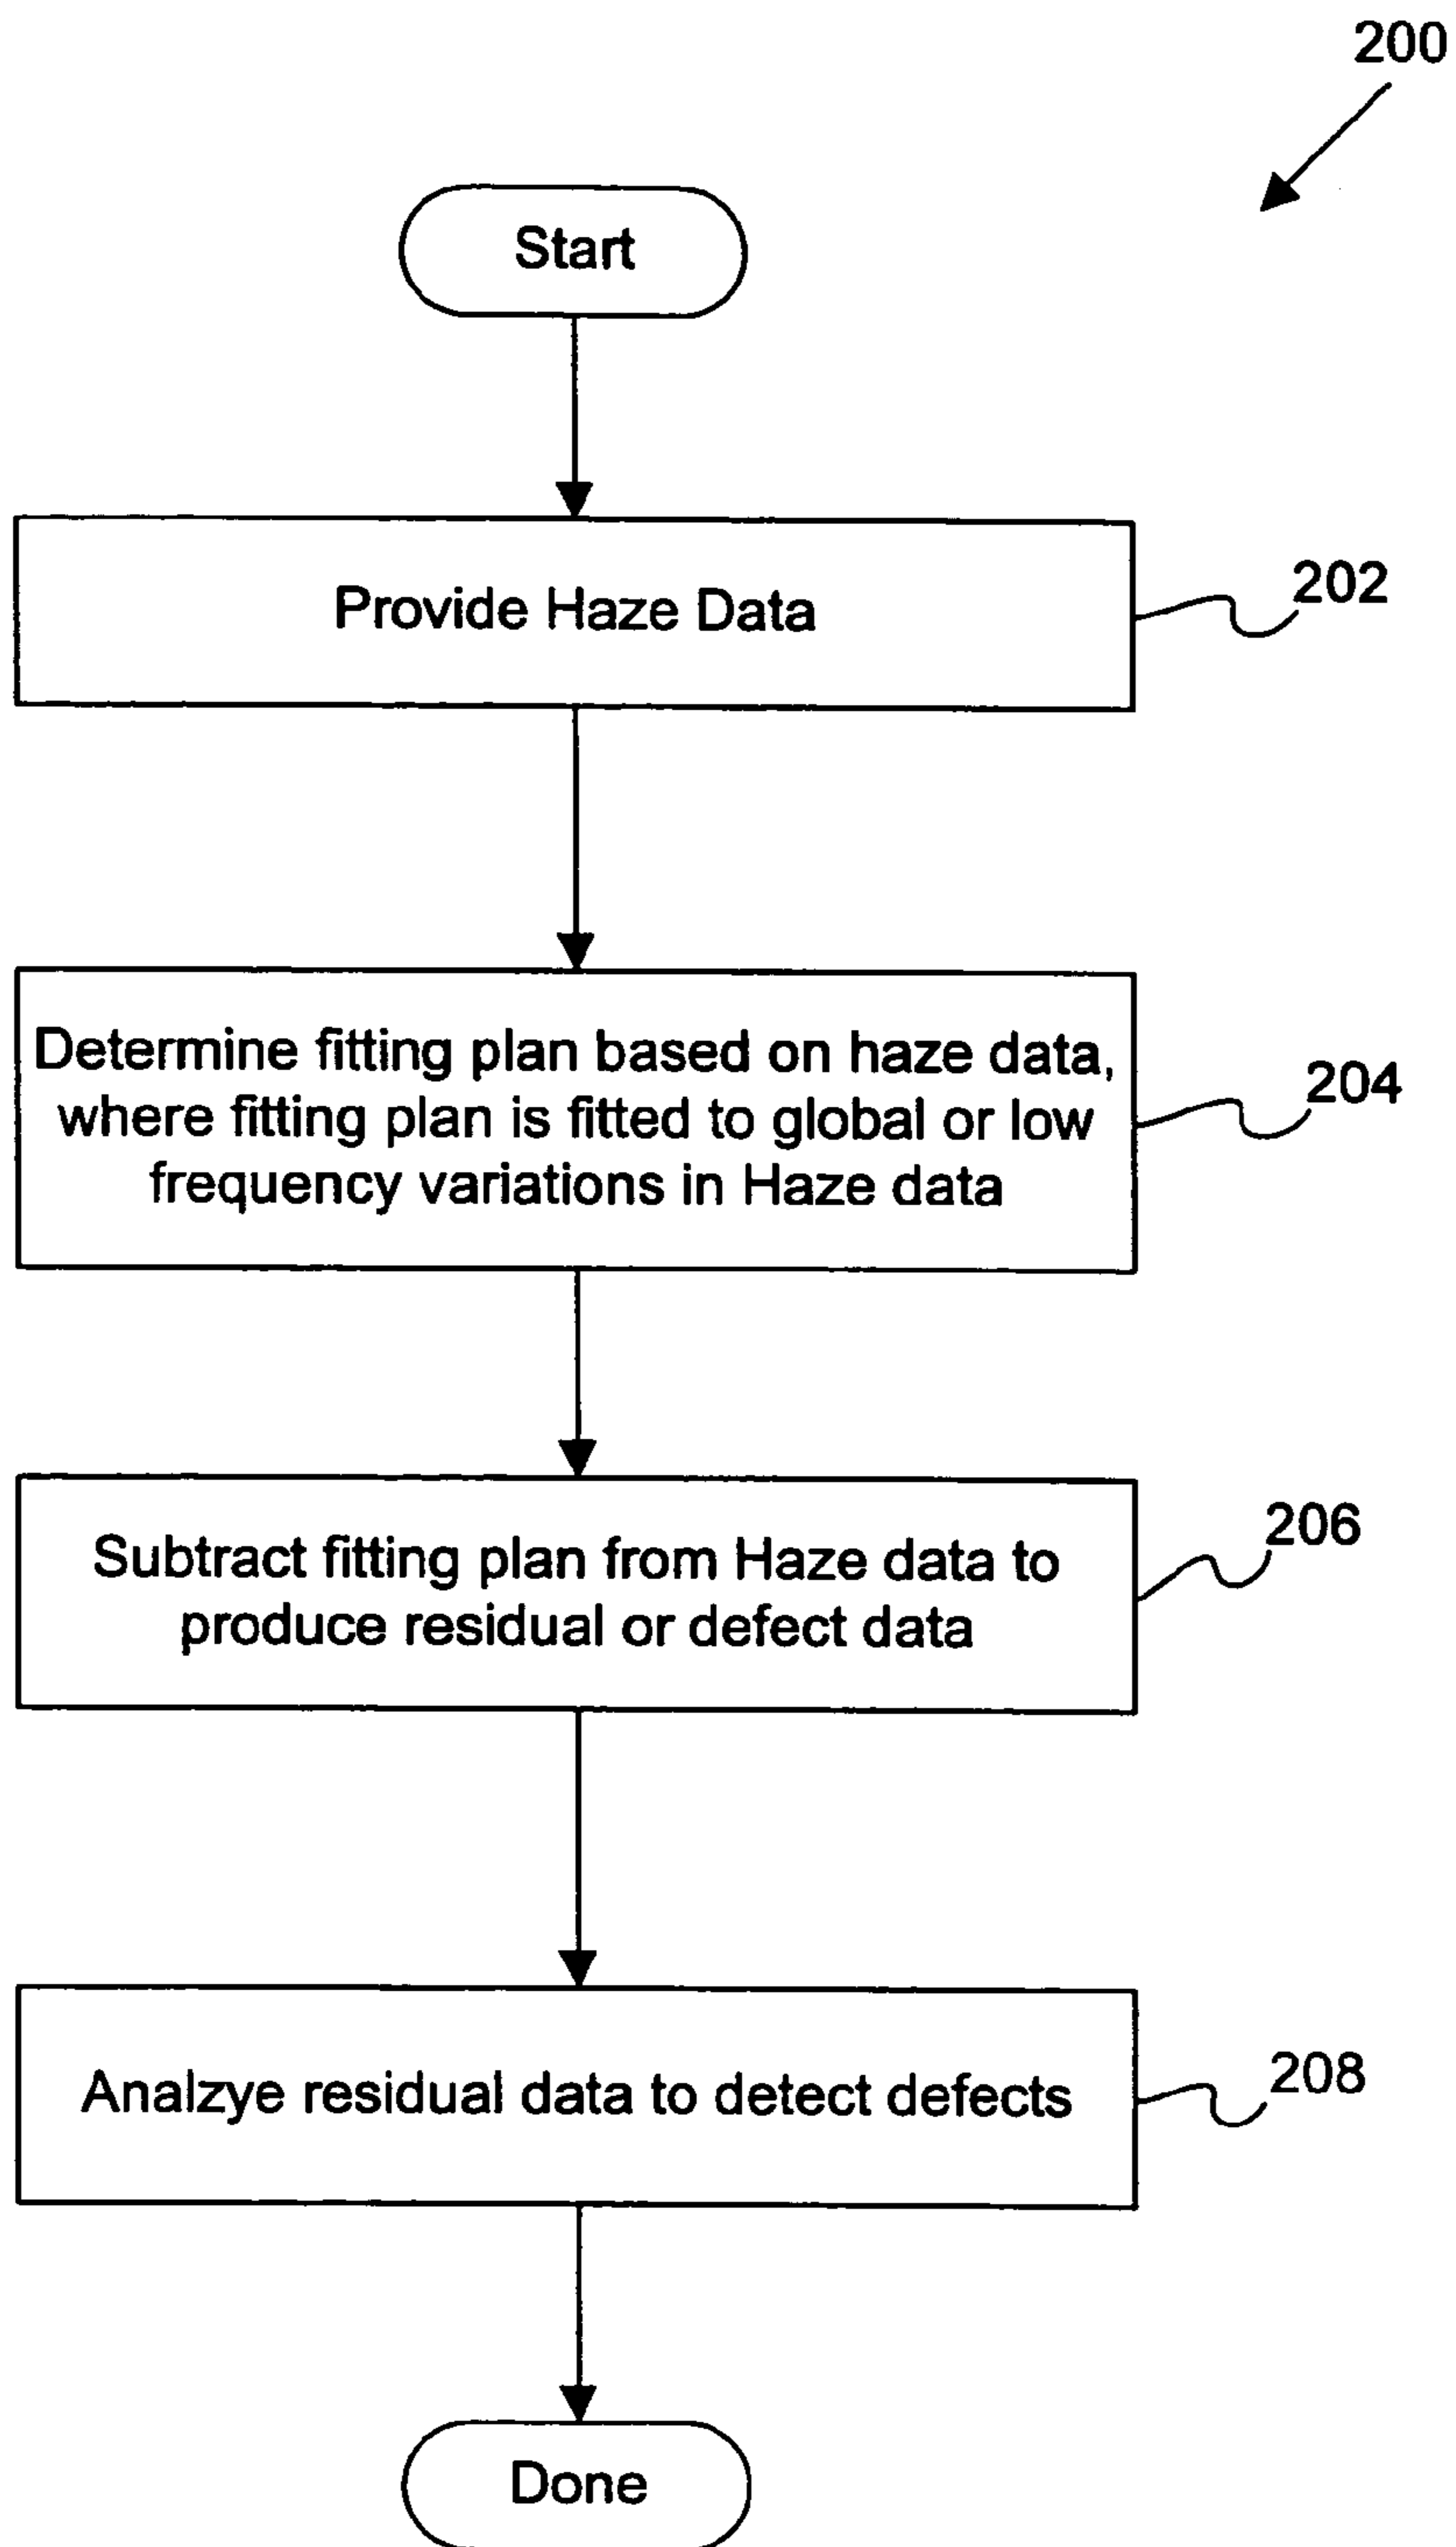 200
Start
Provide Haze Data
202
Determine fitting plan based on haze data,
where fitting plan is fitted to global or low
frequency variations in Haze data
204
Subtract fitting plan from Haze data to
produce residual or defect data
206
Analzye residual data to detect defects
208
Done